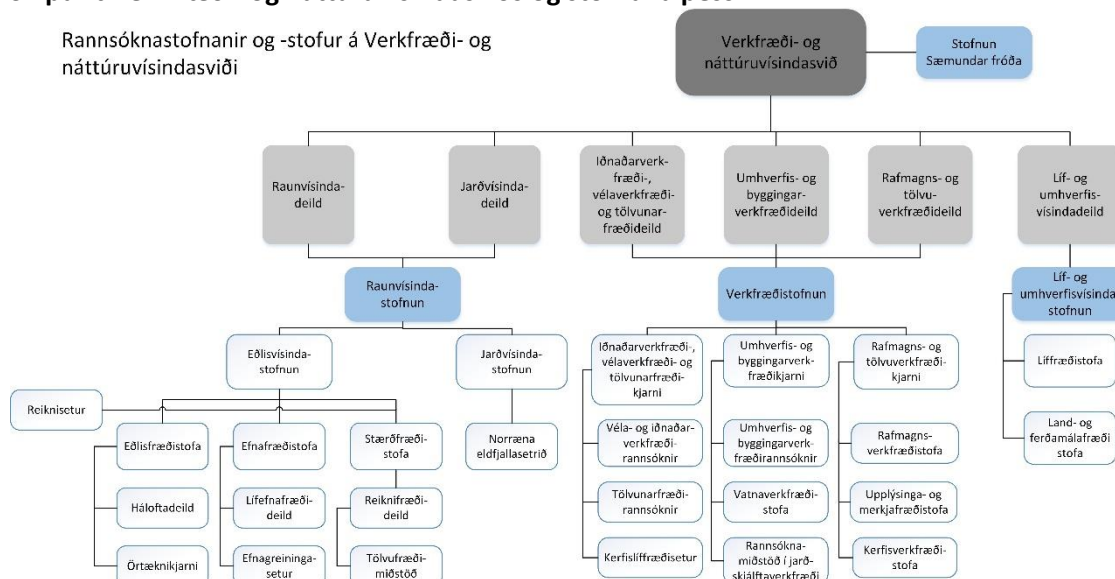 Rannsóknastofnanir og -stofur á Verkfræði- og
náttúruvísindasviði
Verkfræði- og
náttúruvísindasvið
Stofnun
Sæmundar fróða
Raunvísinda-
deild
Jarðvísinda-
deild
Iðnaðarverk-
fræði-,
vélaverkfræði-
og tölvunar-
fræðideild
Umhverfis- og
byggingar-
verkfræðideild
Rafmagns- og
tölvu-
verkfræðideild
Líf- og
umhverfis-
vísindadeild
Raunvísinda-
stofnun
Verkfræðistofnun
Líf- og
umhverfisvísinda
stofnun
Eðlisvísinda-
stofnun
Jarðvísinda-
stofnun
Iðnaðarverkfræði-,
vélaverkfræði- og
tölvunarfræði-
kjarni
Umhverfis- og
byggingarverk-
fræðikjarni
Rafmagns- og
tölvuverkfræði-
kjarni
Líffræðistofa
Reiknisetur
Eðlisfræðistofa
Efnafræðistofa
Stærðfræði-
stofa
Norræna
eldfjallasetrið
Véla- og iðnaðar-
verkfræði-
rannsóknir
Umhverfis- og
byggingarverk-
fræðirannsóknir
Rafmagns-
verkfræðistofa
Land- og
ferðamálafræði
stofa
Háloftadeild
Lífefnafræði-
deild
Reiknifræði-
deild
Tölvunarfræði-
rannsóknir
Vatnaverkfræði-
stofa
Upplýsinga- og
merkjafræðistofa
Örtæknikjarni
Efnagreininga-
setur
Tölvufræði-
miðstöð
Kerfislíffræðisetur
Rannsókna-
miðstöð í jarð-
skjálftaverkfræði
Kerfisverkfræði-
stofa